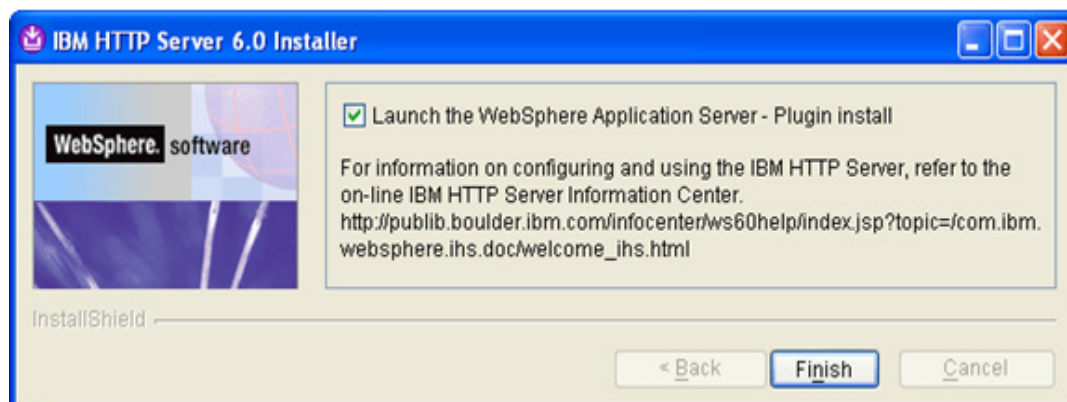 IBM HTTP Server 6.0 Installer
WebSphere. software
Launch the WebSphere Application Server - Plugin install
For information on configuring and using the IBM HTTP Server, refer to the
on-line IBM HTTP Server Information Center.
http://publib.boulder.ibm.com/infocenter/ws60help/index.jsp?topic=/com.ibm.
websphere.ihs.doc/welcome_ihs.html
InstallShield
< Back
Finish
Cancel